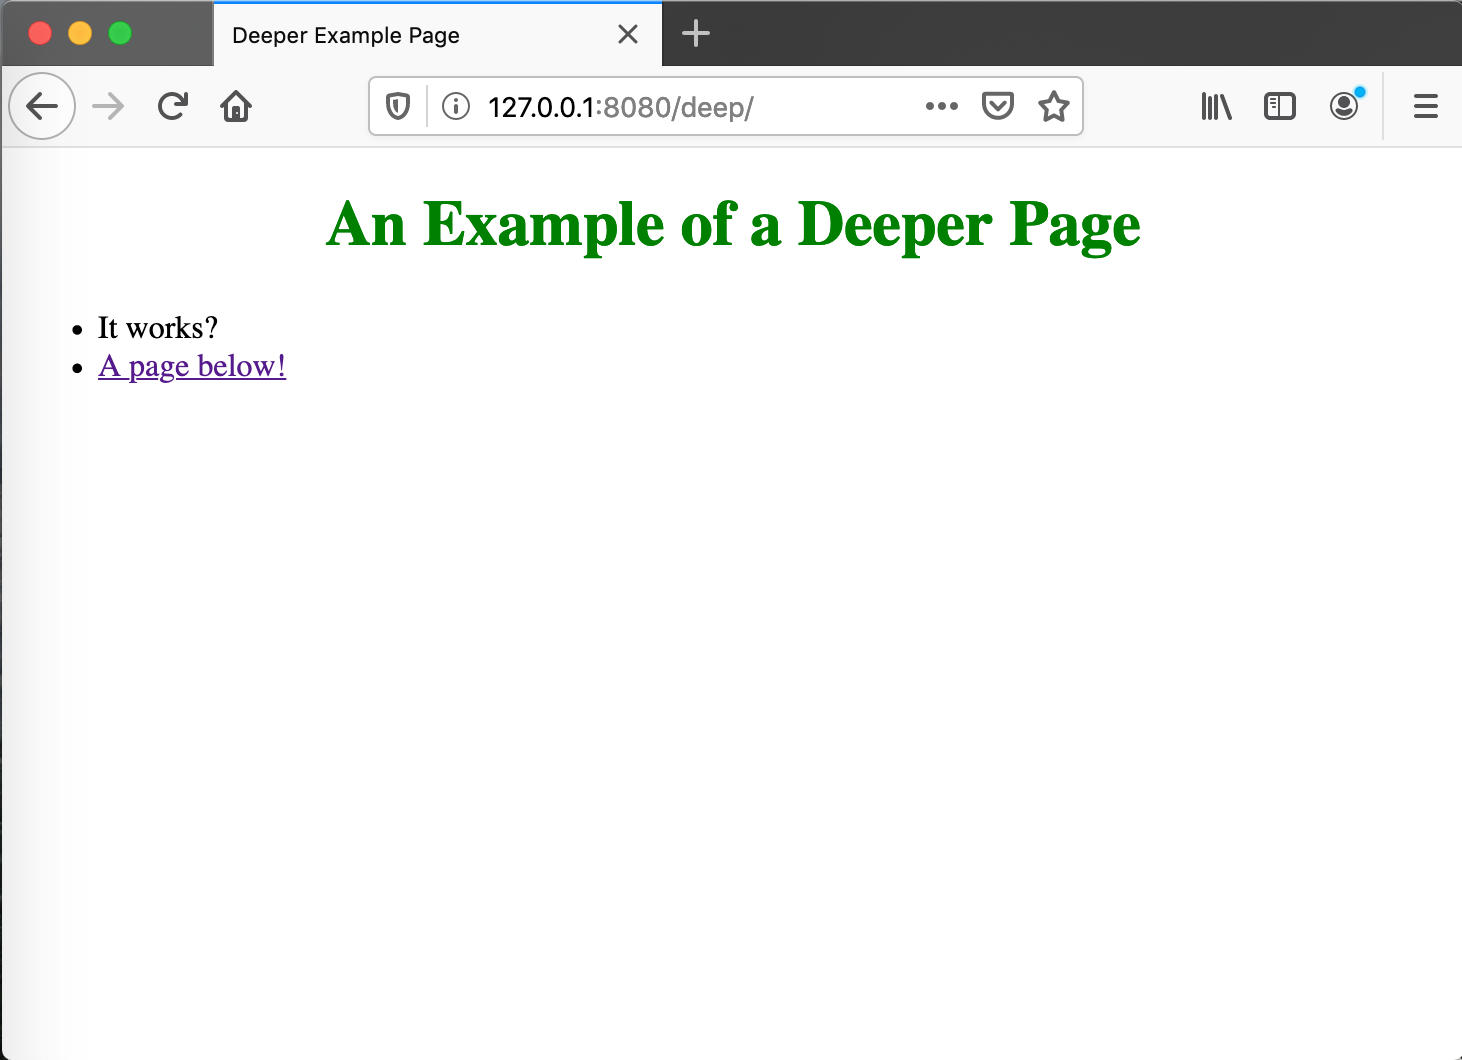 Deeper Example Page
127.0.0.1:8080/deep/
An Example of a Deeper Page
It works?
A page below!